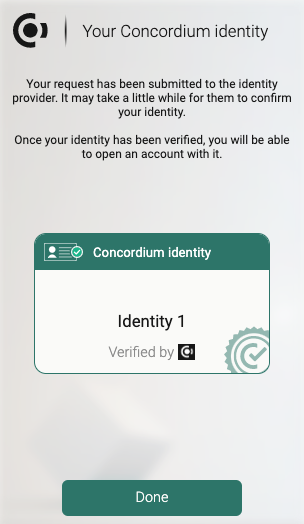 Your Concordium identity
Your request has been submitted to the identity
provider. It may take a little while for them to confirm
your identity.
Once your identity has been verified, you will be able
to open an account with it.
Concordium identity
Identity 1
Verified by
Done